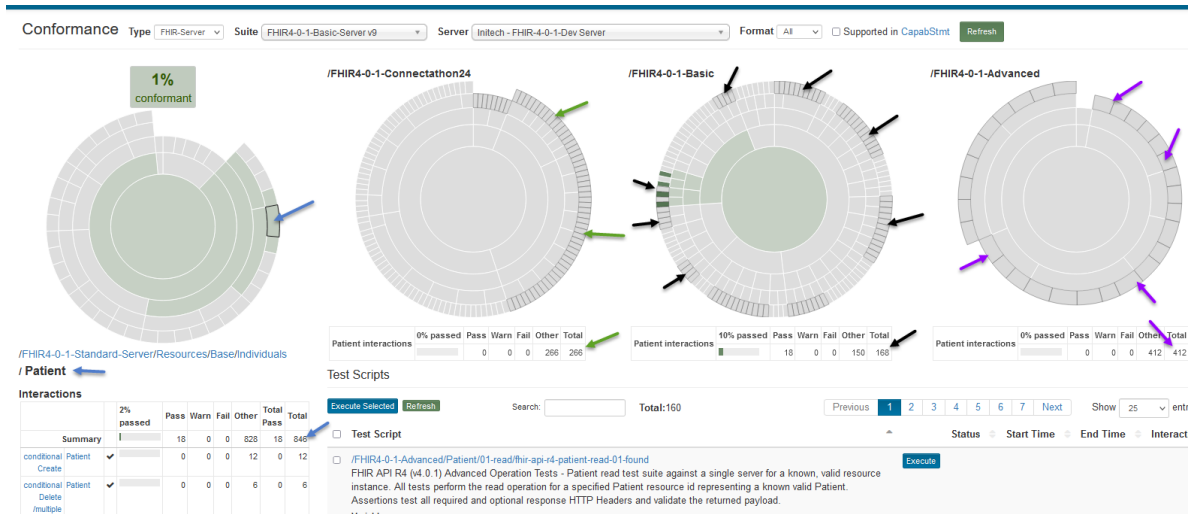 Conformance Type FHIR-Server Suite FHIR4-0-1-Basic-Server v9 Server Initech - FHIR-4-0-1-Dev Server Format All Supported in CapabStmt Refresh
1%
conformant
/FHIR4-0-1-Connectathon24
/FHIR4-0-1-Basic
/FHIR4-0-1-Advanced
Patient interactions 0% passed Pass Warn Fail Other Total
0 0 0 266 266
Patient interactions 10% passed Pass Warn Fail Other Total
18 0 0 150 168
Patient interactions 0% passed Pass Warn Fail Other Total
0 0 0 412 412
/FHIR4-0-1-Standard-Server/Resources/Base/Individuals
/ Patient
Interactions
2% passed Pass Warn Fail Other Total Pass Total
Summary 18 0 0 828 18 846
conditional Create Patient ✔ 0 0 0 12 0 12
conditional Delete /multiple Patient ✔ 0 0 0 6 0 6
Test Scripts
Execute Selected Refresh Search: Total:160 Previous 1 2 3 4 5 6 7 Next Show 25 entr
Test Script Status Start Time End Time Interact
/FHIR4-0-1-Advanced/Patient/01-read/fhir-api-r4-patient-read-01-found Execute
FHIR API R4 (v4.0.1) Advanced Operation Tests - Patient read test suite against a single server for a known, valid resource
instance. All tests perform the read operation for a specified Patient resource id representing a known valid Patient.
Assertions test all required and optional response HTTP Headers and validate the returned payload.